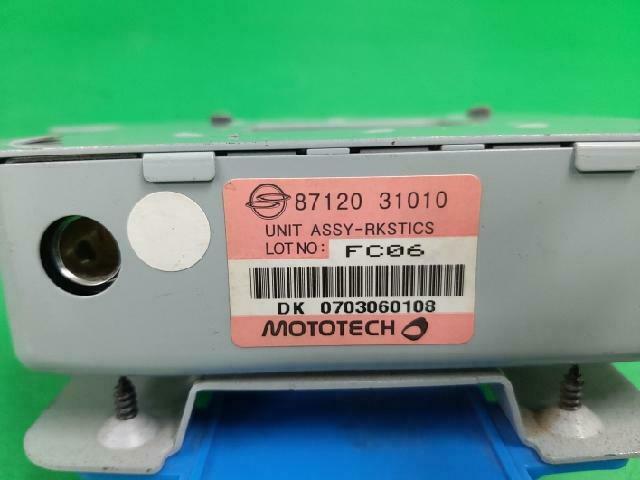 87120 31010
UNIT ASSY-RKSTICS
LOT NO: FC06
DK 0703060108
MOTOTECH